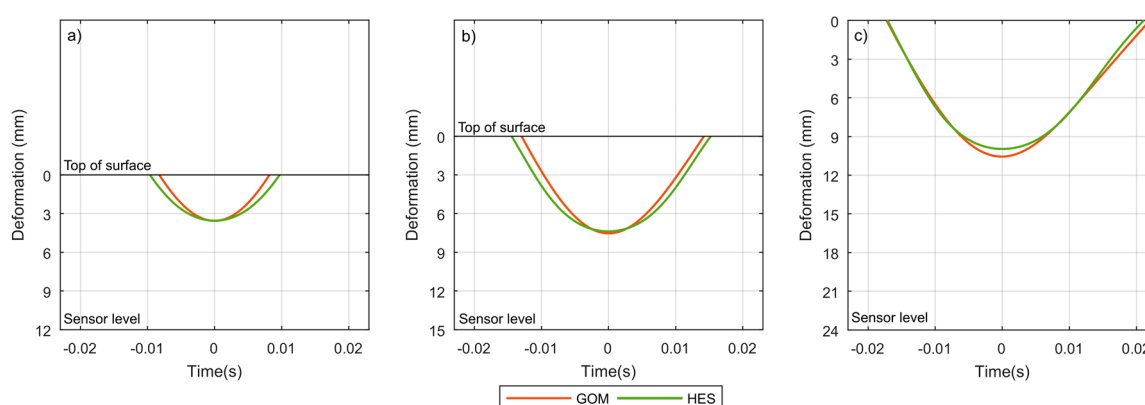 a)
Deformation (mm)
Top of surface
0
3
6
9
12
Sensor level
-0.02 -0.01 0 0.01 0.02
Time(s)
b)
Deformation (mm)
Top of surface
0
3
6
9
12
15
Sensor level
-0.02 -0.01 0 0.01 0.02
Time(s)
c)
Deformation (mm)
0
3
6
9
12
15
18
21
24
Sensor level
-0.02 -0.01 0 0.01 0.02
Time(s)
GOM HES